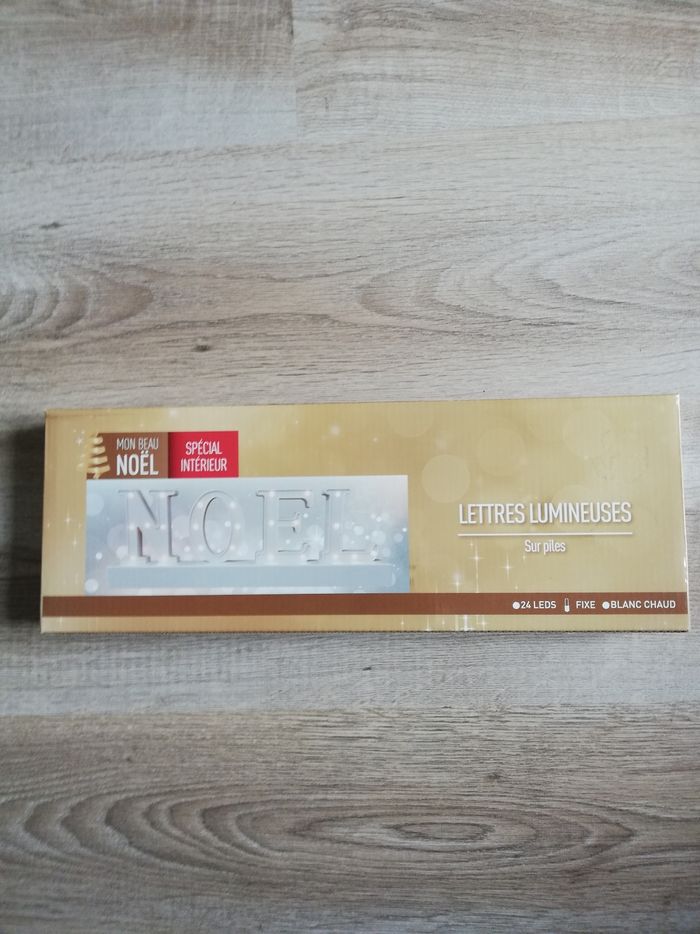 MON BEAU
NOËL
SPÉCIAL
INTÉRIEUR
NOEL
LETTRES LUMINEUSES
Sur piles
24 LEDS FIXE BLANC CHAUD